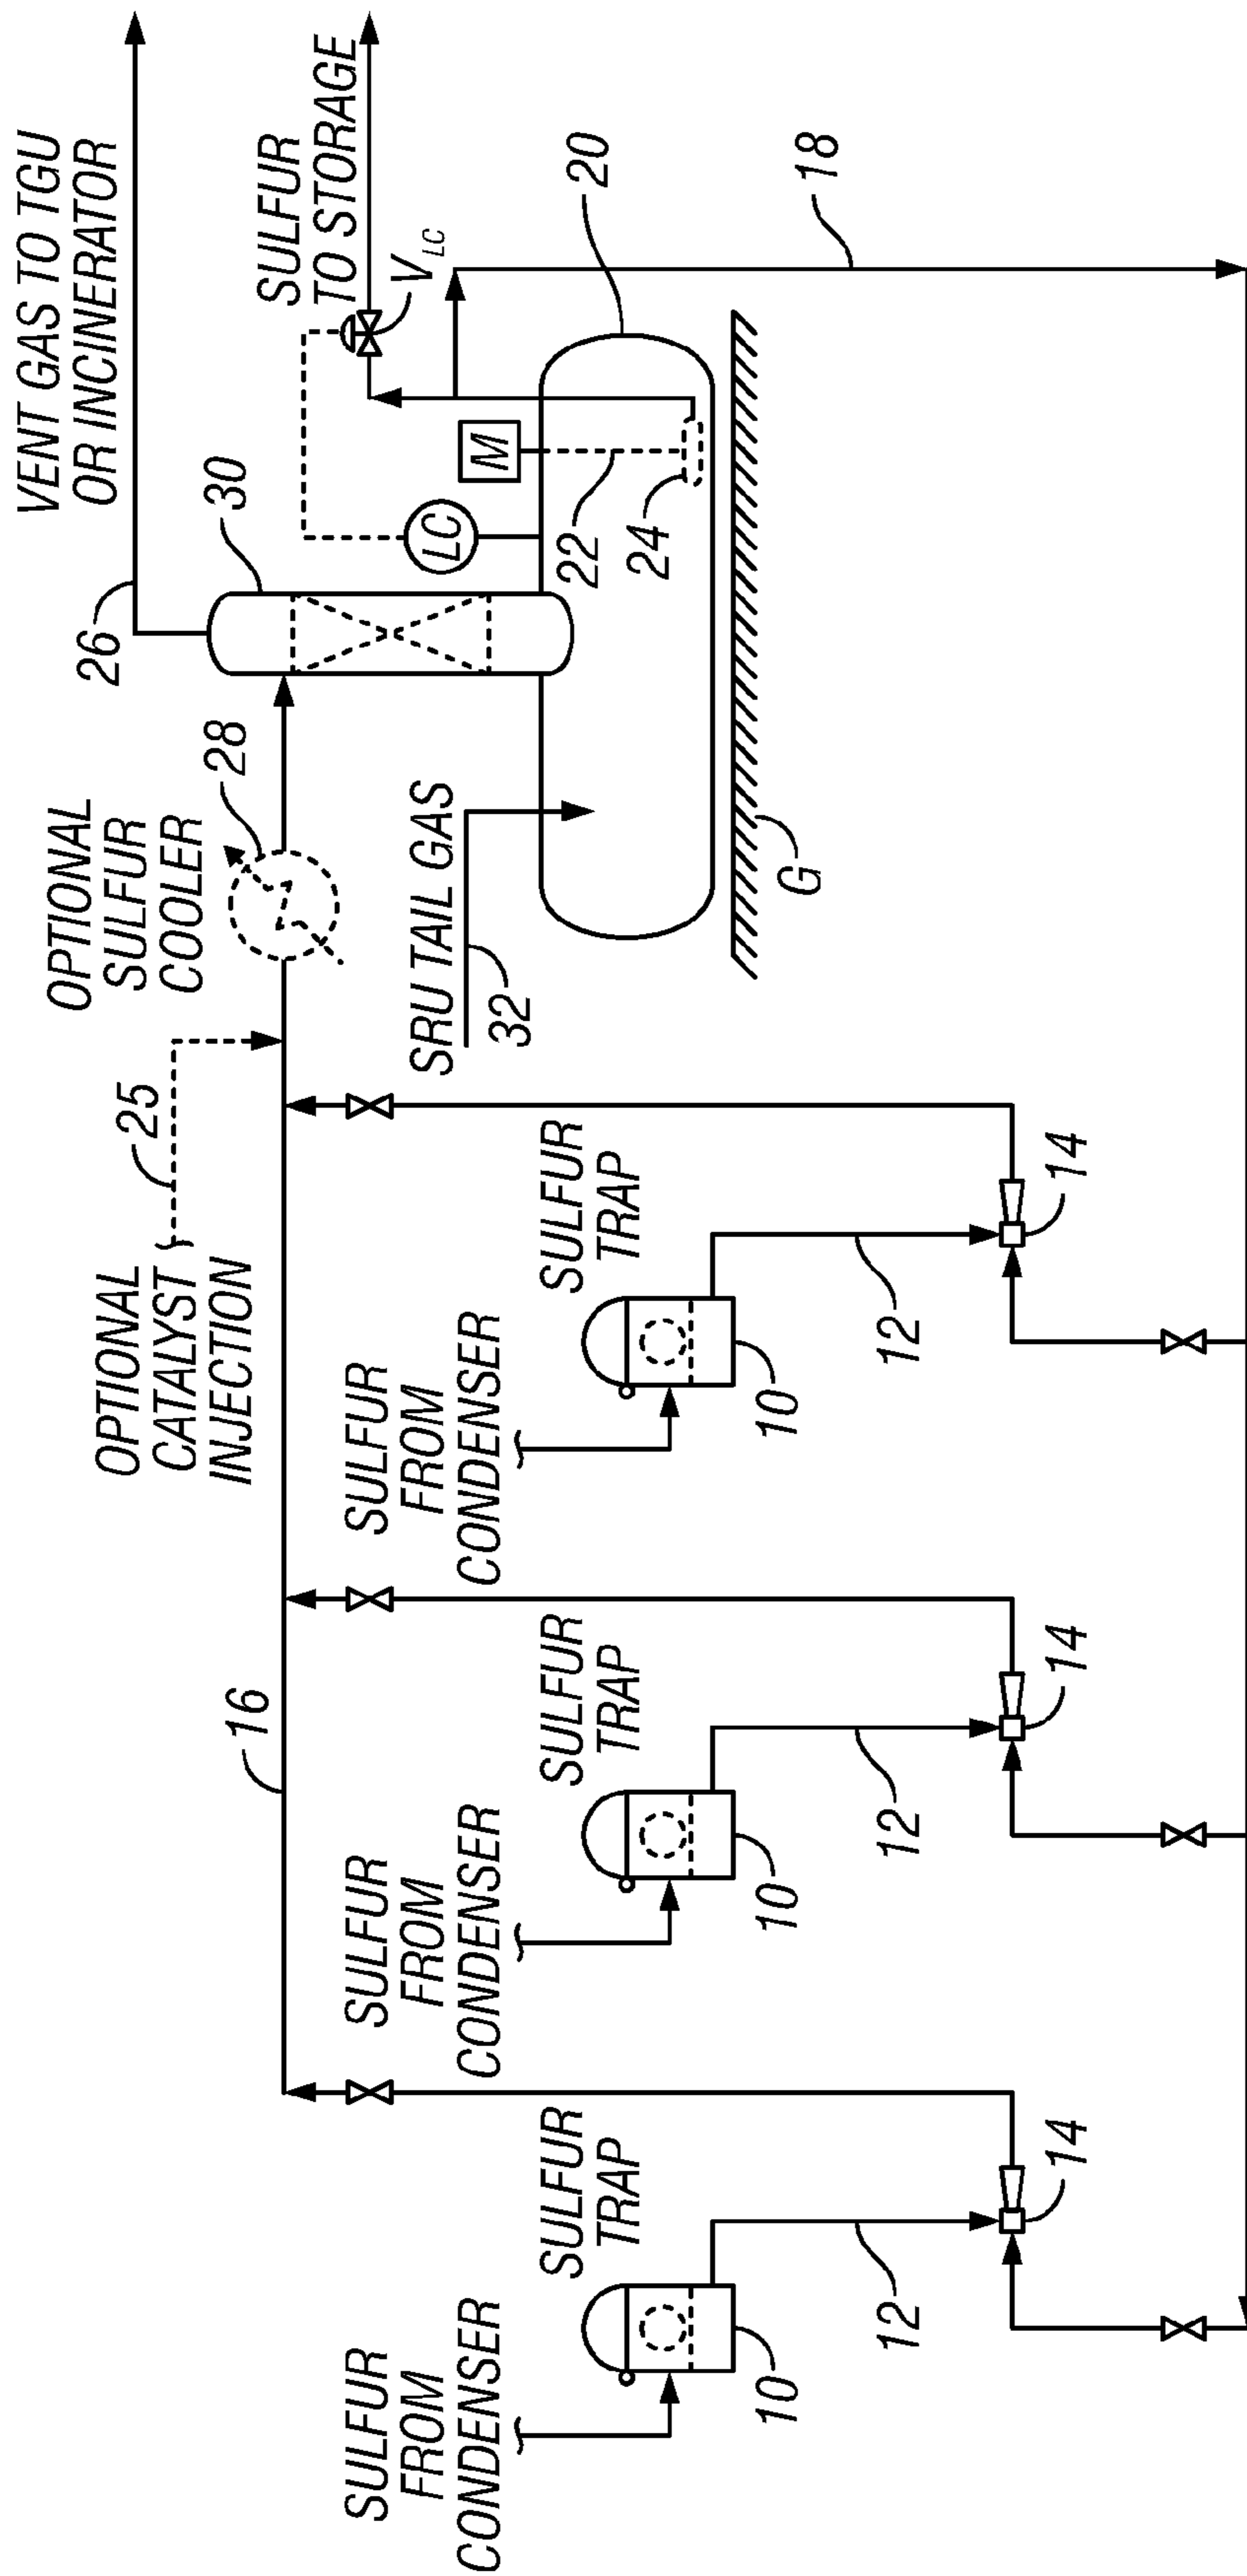 VENT GAS TO TGU
OR INCINERATOR
26
30
SULFUR
TO STORAGE
V LC
LC
M
22
24
20
18
OPTIONAL
SULFUR
COOLER
28
SRU TAIL GAS
32
G
OPTIONAL
CATALYST
INJECTION
25
16
SULFUR
FROM
CONDENSER
SULFUR
TRAP
10
12
14
SULFUR
FROM
CONDENSER
SULFUR
TRAP
10
12
14
SULFUR
FROM
CONDENSER
SULFUR
TRAP
10
12
14